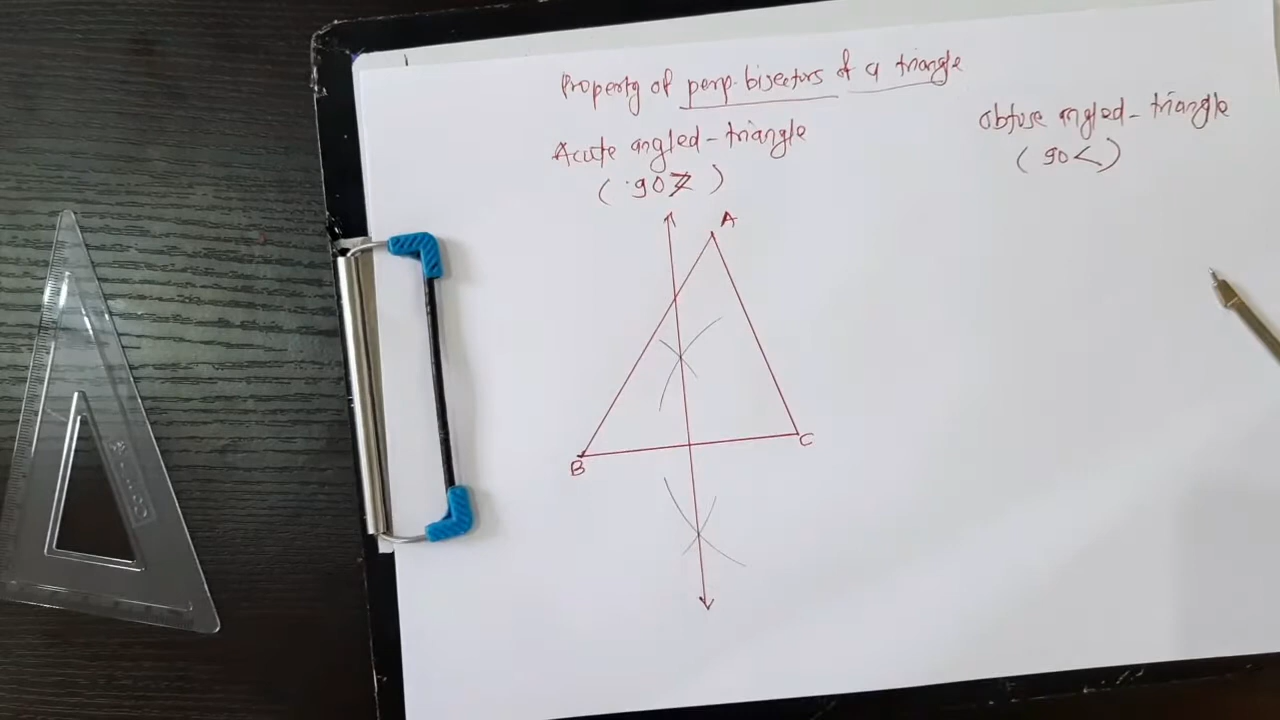 Property of perp. bisectors of a triangle
Acute angled-triangle
(90>)
Obtuse angled-triangle
(90<)
A
B
C